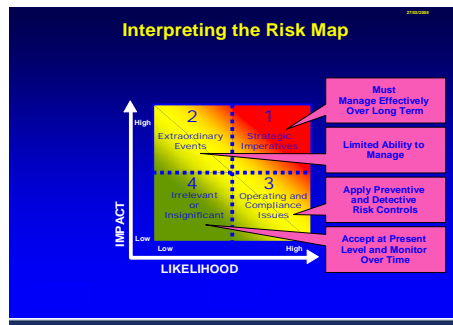 27/05/2005
Interpreting the Risk Map
Must
Manage Effectively
Over Long Term
Limited Ability to
Manage
Apply Preventive
and Detective
Risk Controls
Accept at Present
Level and Monitor
Over Time
IMPACT
High
Low
2
Extraordinary
Events
1
Strategic
Imperatives
4
Irrelevant
or
Insignificant
3
Operating and
Compliance
Issues
Low
High
LIKELIHOOD